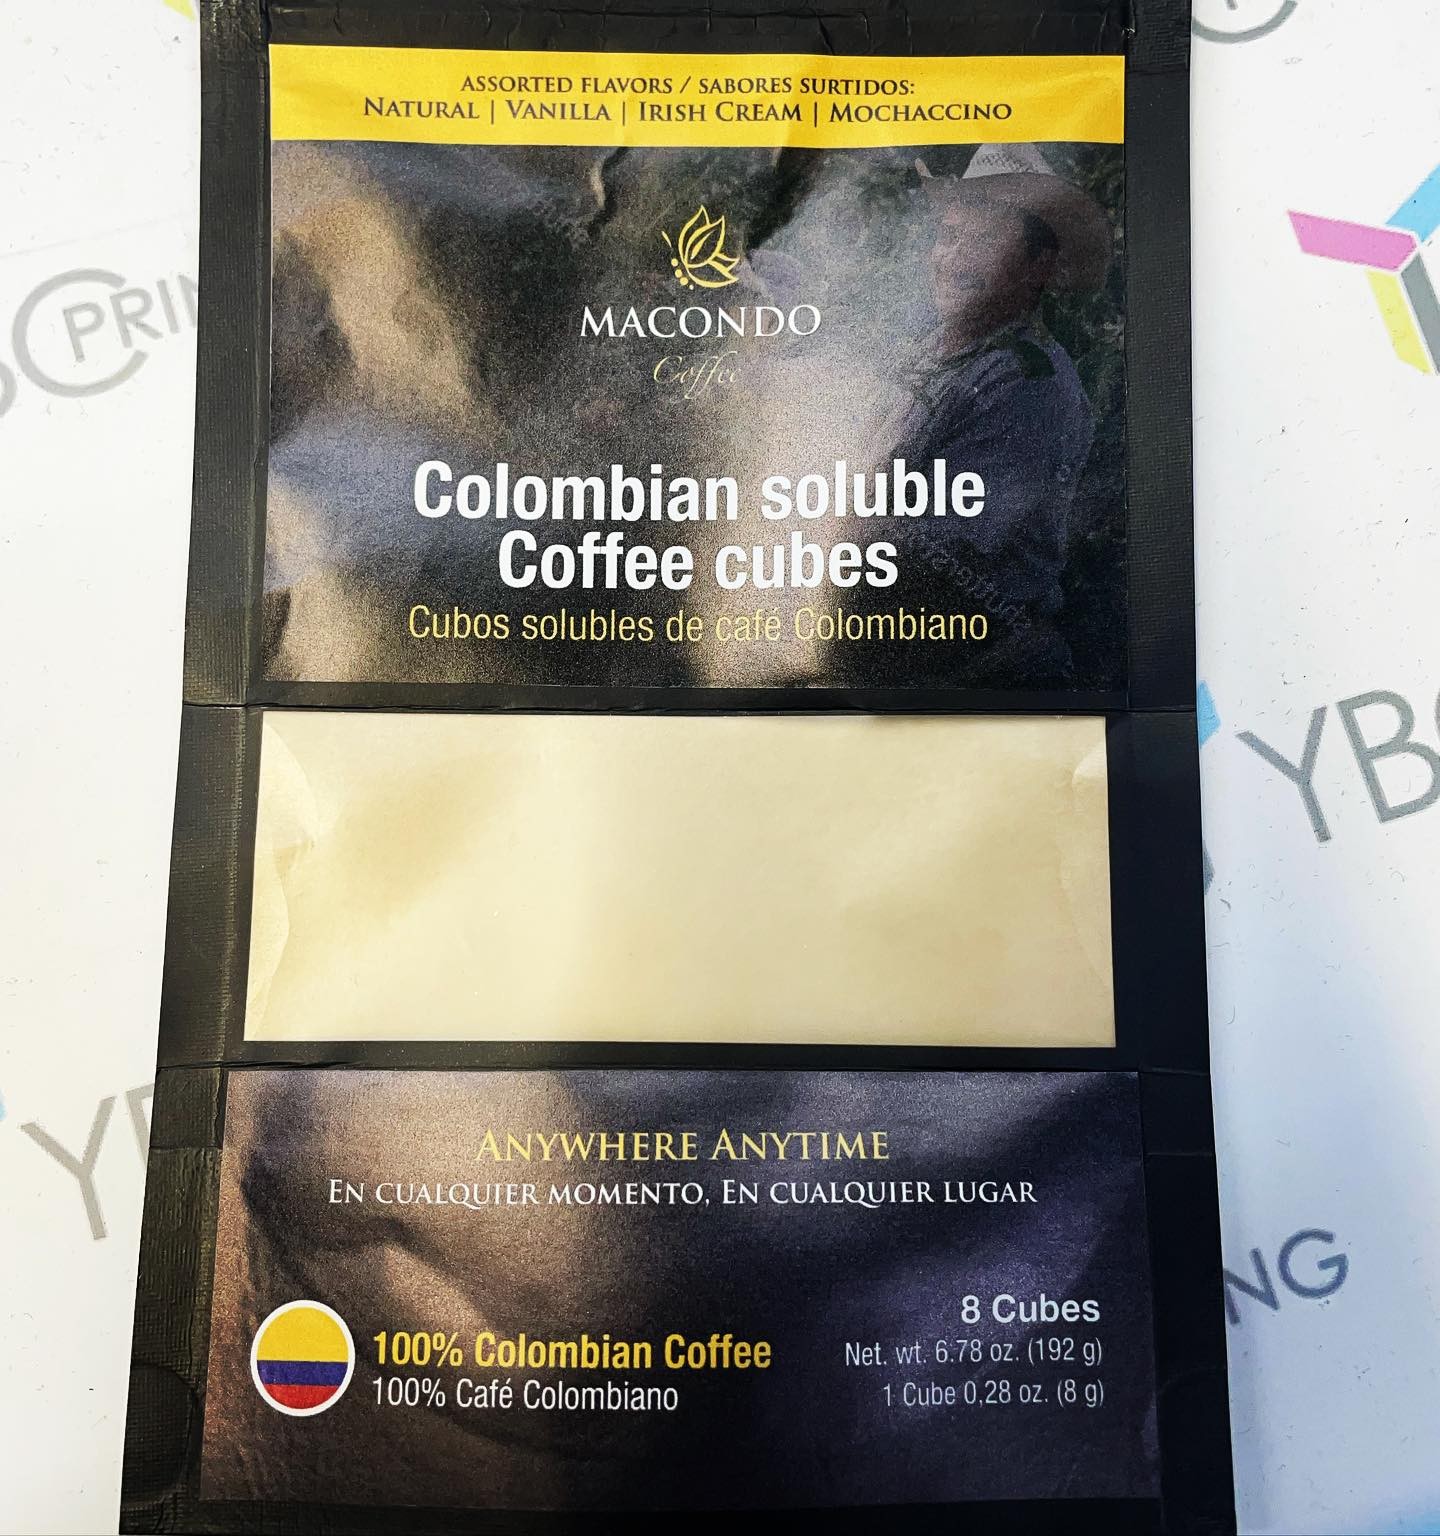 ASSORTED FLAVORS / SABORES SURTIDOS:
NATURAL | VANILLA | IRISH CREAM | MOCHACCINO
MACONDO
Coffee
Colombian soluble
Coffee cubes
Cubos solubles de café Colombiano
ANYWHERE ANYTIME
EN CUALQUIER MOMENTO, EN CUALQUIER LUGAR
8 Cubes
100% Colombian Coffee
Net. wt. 6.78 oz. (192 g)
100% Café Colombiano
1 Cube 0,28 oz. (8 g)